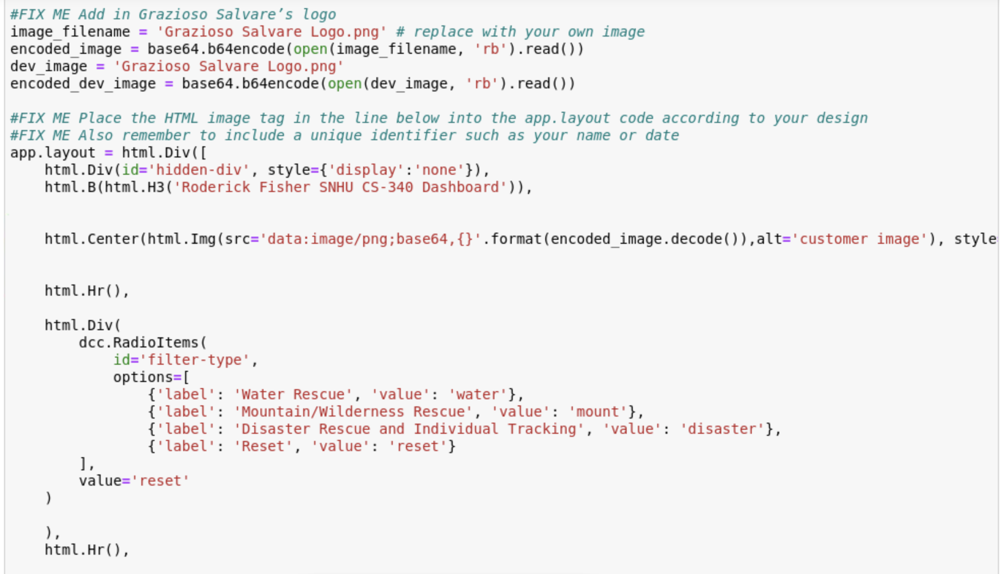 #FIX ME Add in Grazioso Salvare’s logo
image_filename = 'Grazioso Salvare Logo.png' # replace with your own image
encoded_image = base64.b64encode(open(image_filename, 'rb').read())
dev_image = 'Grazioso Salvare Logo.png'
encoded_dev_image = base64.b64encode(open(dev_image, 'rb').read())

#FIX ME Place the HTML image tag in the line below into the app.layout code according to your design
#FIX ME Also remember to include a unique identifier such as your name or date
app.layout = html.Div([
    html.Div(id='hidden-div', style={'display':'none'}),
    html.B(html.H3('Roderick Fisher SNHU CS-340 Dashboard')),

    html.Center(html.Img(src='data:image/png;base64,{}'.format(encoded_image.decode()),alt='customer image'), style=

    html.Hr(),

    html.Div(
        dcc.RadioItems(
            id='filter-type',
            options=[
                {'label': 'Water Rescue', 'value': 'water'},
                {'label': 'Mountain/Wilderness Rescue', 'value': 'mount'},
                {'label': 'Disaster Rescue and Individual Tracking', 'value': 'disaster'},
                {'label': 'Reset', 'value': 'reset'}
        ],
        value='reset'
    )

    ),
    html.Hr(),